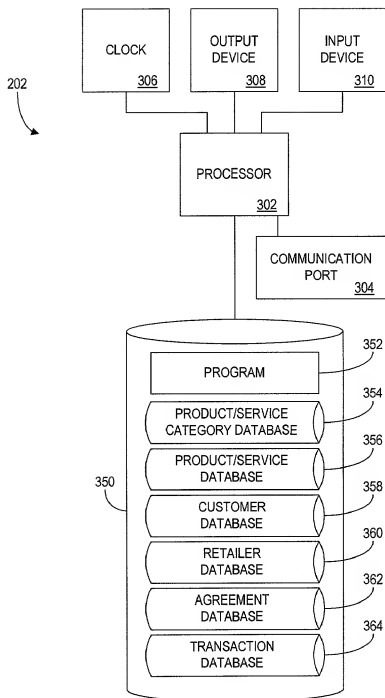 CLOCK
306
OUTPUT
DEVICE
308
INPUT
DEVICE
310
202
PROCESSOR
302
COMMUNICATION
PORT
304
352
PROGRAM
354
PRODUCT/SERVICE
CATEGORY DATABASE
356
PRODUCT/SERVICE
DATABASE
358
350
CUSTOMER
DATABASE
360
RETAILER
DATABASE
362
AGREEMENT
DATABASE
364
TRANSACTION
DATABASE